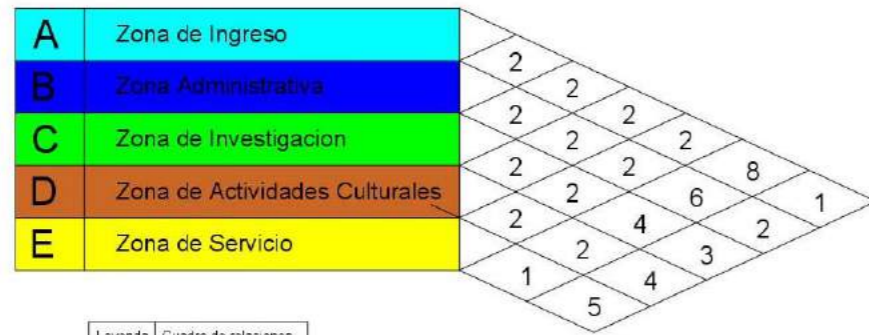 A Zona de Ingreso
2
2
B Zona Administrativa
2 2
2 2
C Zona de Investigacion
2 2 8
D Zona de Actividades Culturales
2 6 1
2 4 2
E Zona de Servicio
2 3
1 4
5
Leyenda Cuadro de relaciones